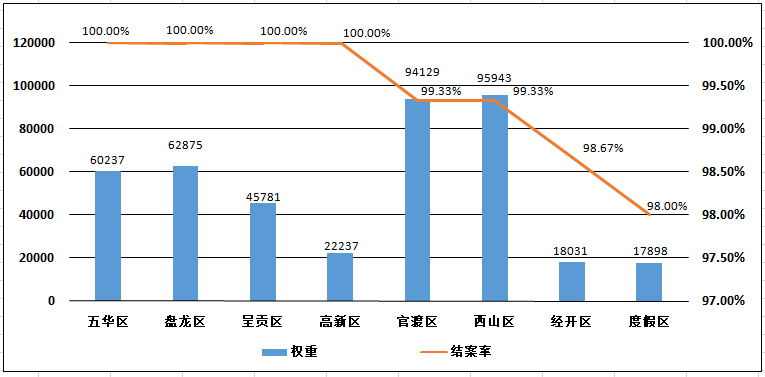 100.00% 100.00% 100.00% 100.00%
120000 100.00%
94129 95943
100000 99.33% 99.33% 99.50%
80000 99.00%
62875 98.67%
60000 60237 98.50%
45781
40000 98.00% 98.00%
22237
20000 18031 17898 97.50%
0 97.00%
五华区 盘龙区 呈贡区 高新区 官渡区 西山区 经开区 度假区
权重 结案率